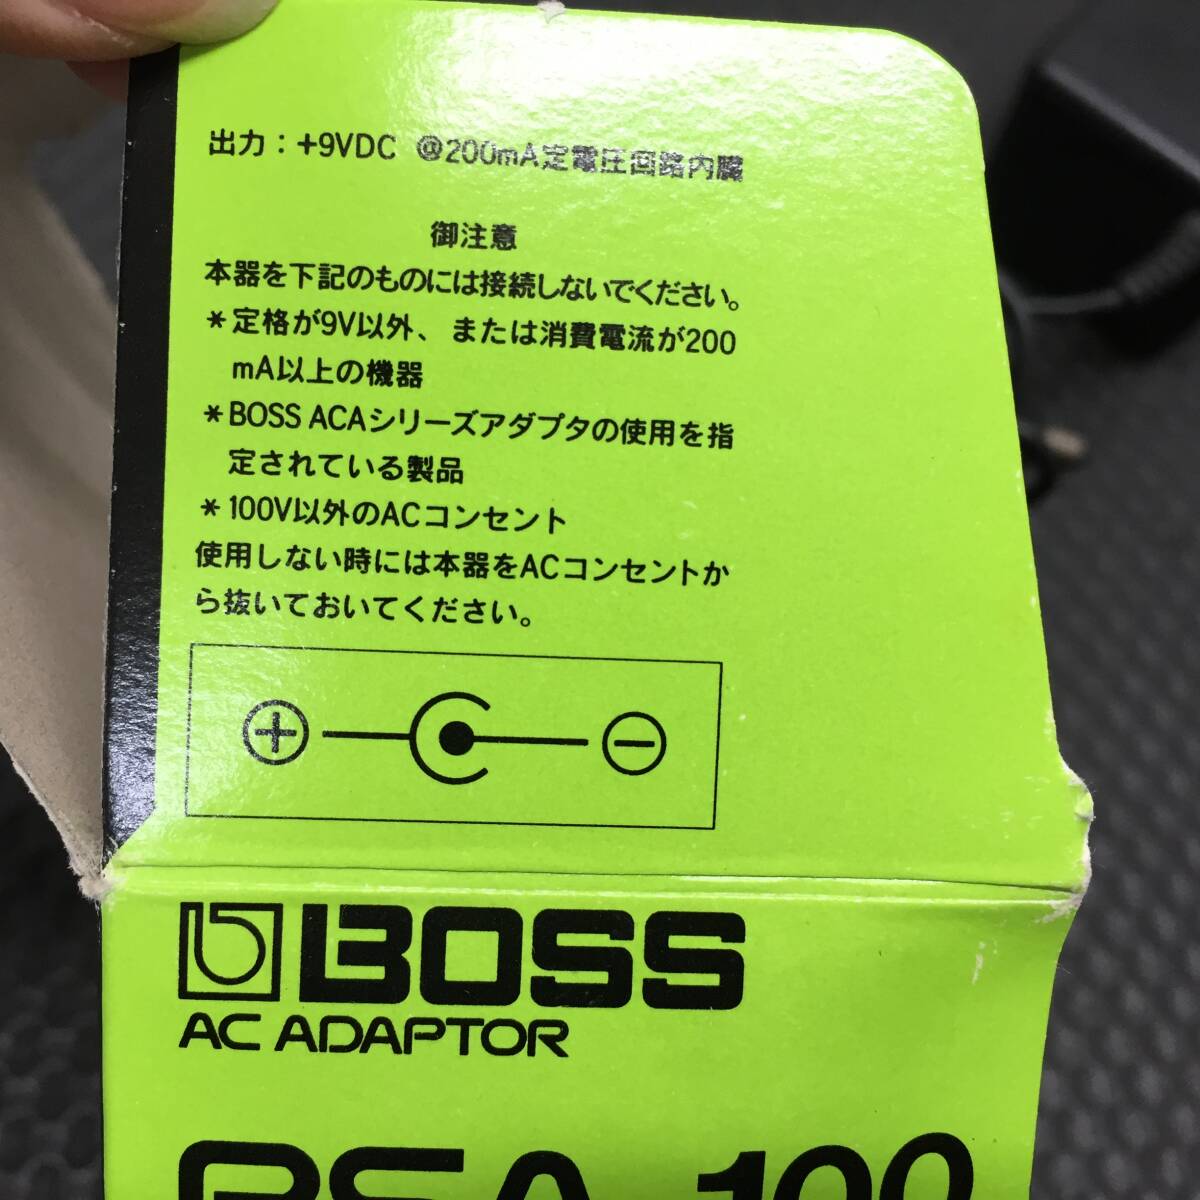 出力：+9VDC @200mA定電圧回路内臓
御注意
本器を下記のものには接続しないでください。
*定格が9V以外、または消費電流が200
mA以上の機器
*BOSS ACAシリーズアダプタの使用を指
定されている製品
*100V以外のACコンセント
使用しない時には本器をACコンセントか
ら抜いておいてください。
+ −
BOSS
AC ADAPTOR
PSA-100